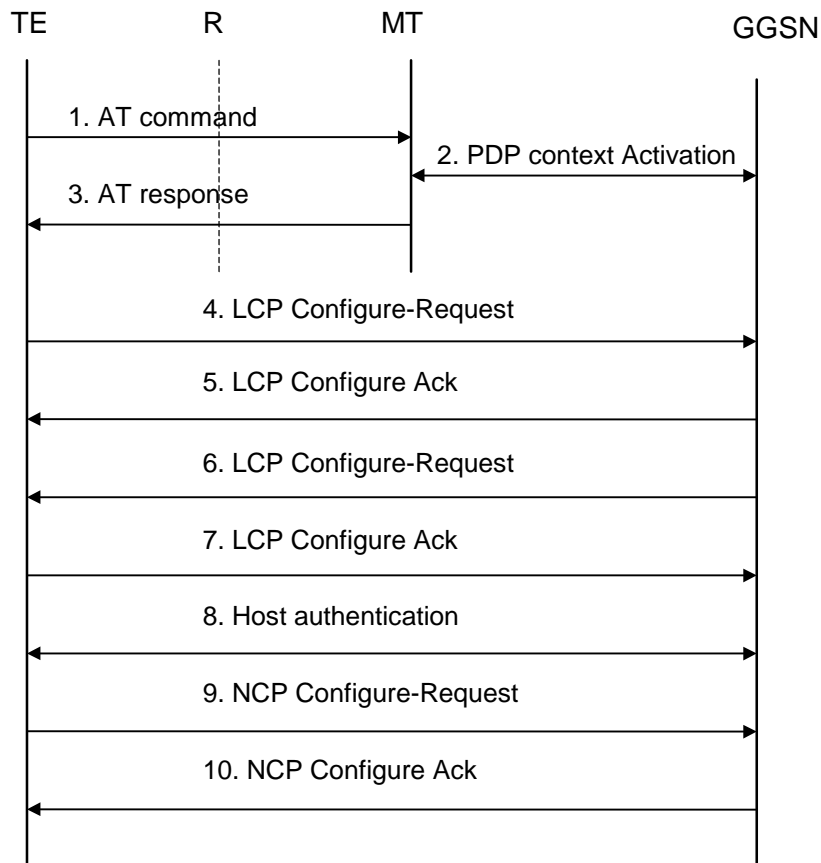 TE R MT GGSN
1. AT command
2. PDP context Activation
3. AT response
4. LCP Configure-Request
5. LCP Configure Ack
6. LCP Configure-Request
7. LCP Configure Ack
8. Host authentication
9. NCP Configure-Request
10. NCP Configure Ack